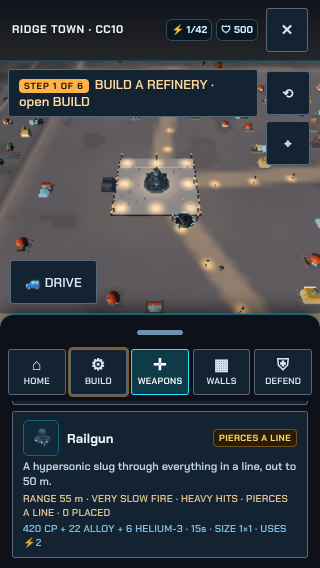 RIDGE TOWN · CC10
⚡ 1/42
500
✕
STEP 1 OF 6 BUILD A REFINERY ·
open BUILD
DRIVE
HOME
BUILD
WEAPONS
WALLS
DEFEND
Railgun
PIERCES A LINE
A hypersonic slug through everything in a line, out to
50 m.
RANGE 55 m · VERY SLOW FIRE · HEAVY HITS · PIERCES
A LINE · 0 PLACED
420 CP + 22 ALLOY + 6 HELIUM-3 · 15s · SIZE 1×1 · USES
⚡2